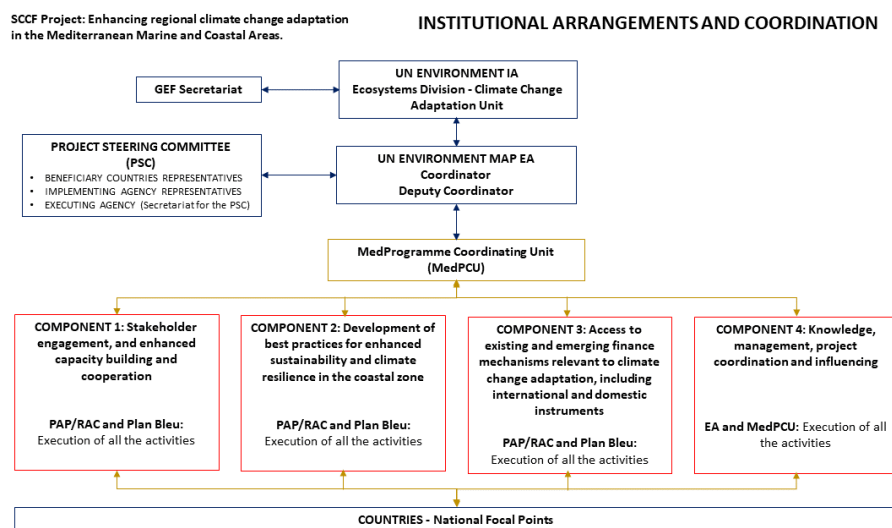 SCCF Project: Enhancing regional climate change adaptation
in the Mediterranean Marine and Coastal Areas.
INSTITUTIONAL ARRANGEMENTS AND COORDINATION
GEF Secretariat
UN ENVIRONMENT IA
Ecosystems Division - Climate Change
Adaptation Unit
PROJECT STEERING COMMITTEE
(PSC)
• BENEFICIARY COUNTRIES REPRESENTATIVES
• IMPLEMENTING AGENCY REPRESENTATIVES
• EXECUTING AGENCY (Secretariat for the PSC)
UN ENVIRONMENT MAP EA
Coordinator
Deputy Coordinator
MedProgramme Coordinating Unit
(MedPCU)
COMPONENT 1: Stakeholder
engagement, and enhanced
capacity building and
cooperation
PAP/RAC and Plan Bleu:
Execution of all the activities
COMPONENT 2: Development of
best practices for enhanced
sustainability and climate
resilience in the coastal zone
PAP/RAC and Plan Bleu:
Execution of all the activities
COMPONENT 3: Access to
existing and emerging finance
mechanisms relevant to climate
change adaptation, including
international and domestic
instruments
PAP/RAC and Plan Bleu:
Execution of all the activities
COMPONENT 4: Knowledge,
management, project
coordination and influencing
EA and MedPCU: Execution of all
the activities
COUNTRIES - National Focal Points